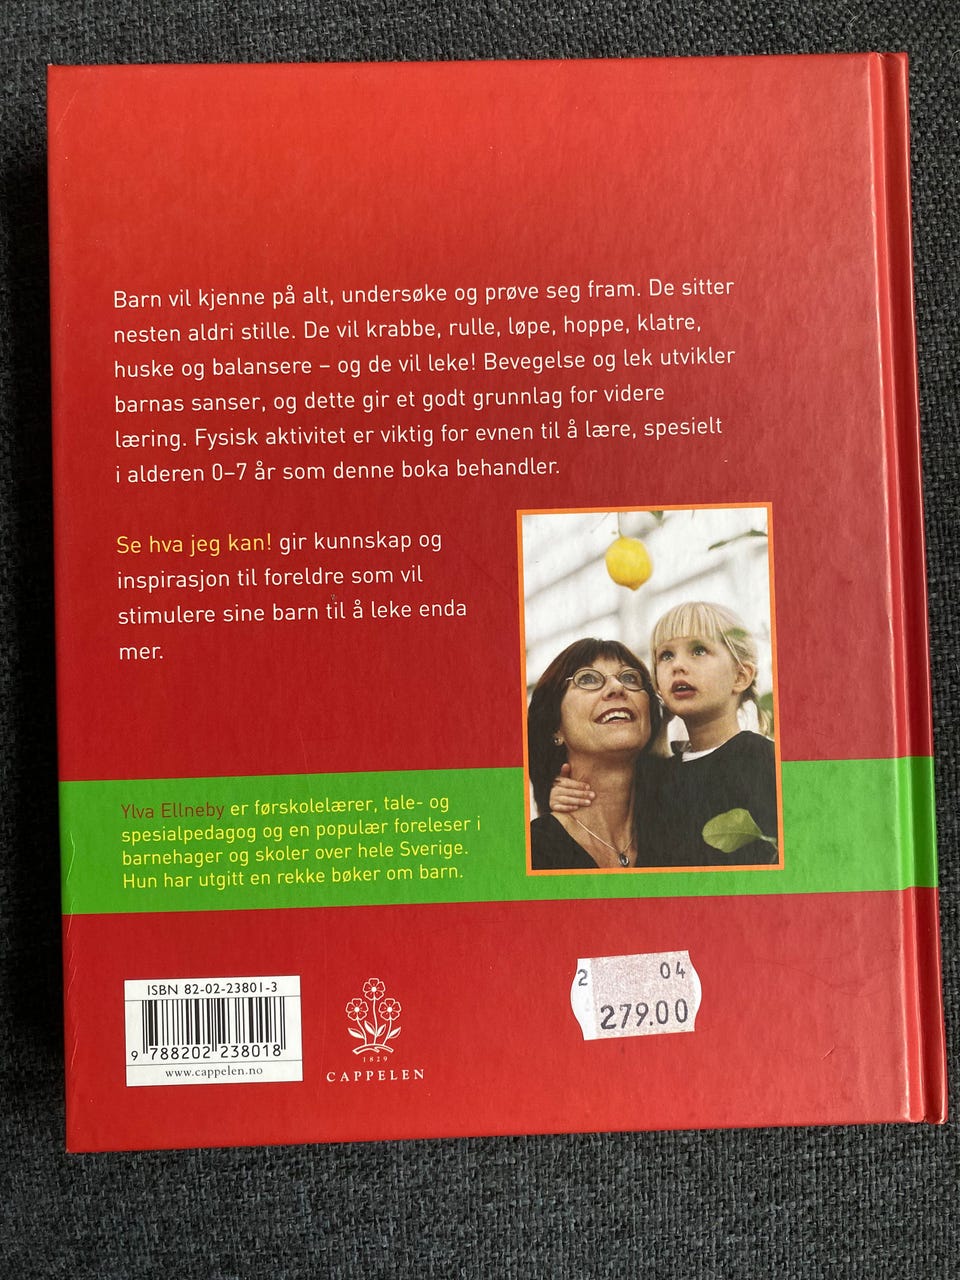 Barn vil kjenne på alt, undersøke og prøve seg fram. De sitter
nesten aldri stille. De vil krabbe, rulle, løpe, hoppe, klatre,
huske og balansere – og de vil leke! Bevegelse og lek utvikler
barnas sanser, og dette gir et godt grunnlag for videre
læring. Fysisk aktivitet er viktig for evnen til å lære, spesielt
i alderen 0–7 år som denne boka behandler.
Se hva jeg kan! gir kunnskap og
inspirasjon til foreldre som vil
stimulere sine barn til å leke enda
mer.
Ylva Ellneby er førskolelærer, tale- og
spesialpedagog og en populær foreleser i
barnehager og skoler over hele Sverige.
Hun har utgitt en rekke bøker om barn.
ISBN 82-02-23801-3
9 788202 238018
www.cappelen.no
1829
CAPPELEN
2 04
279.00